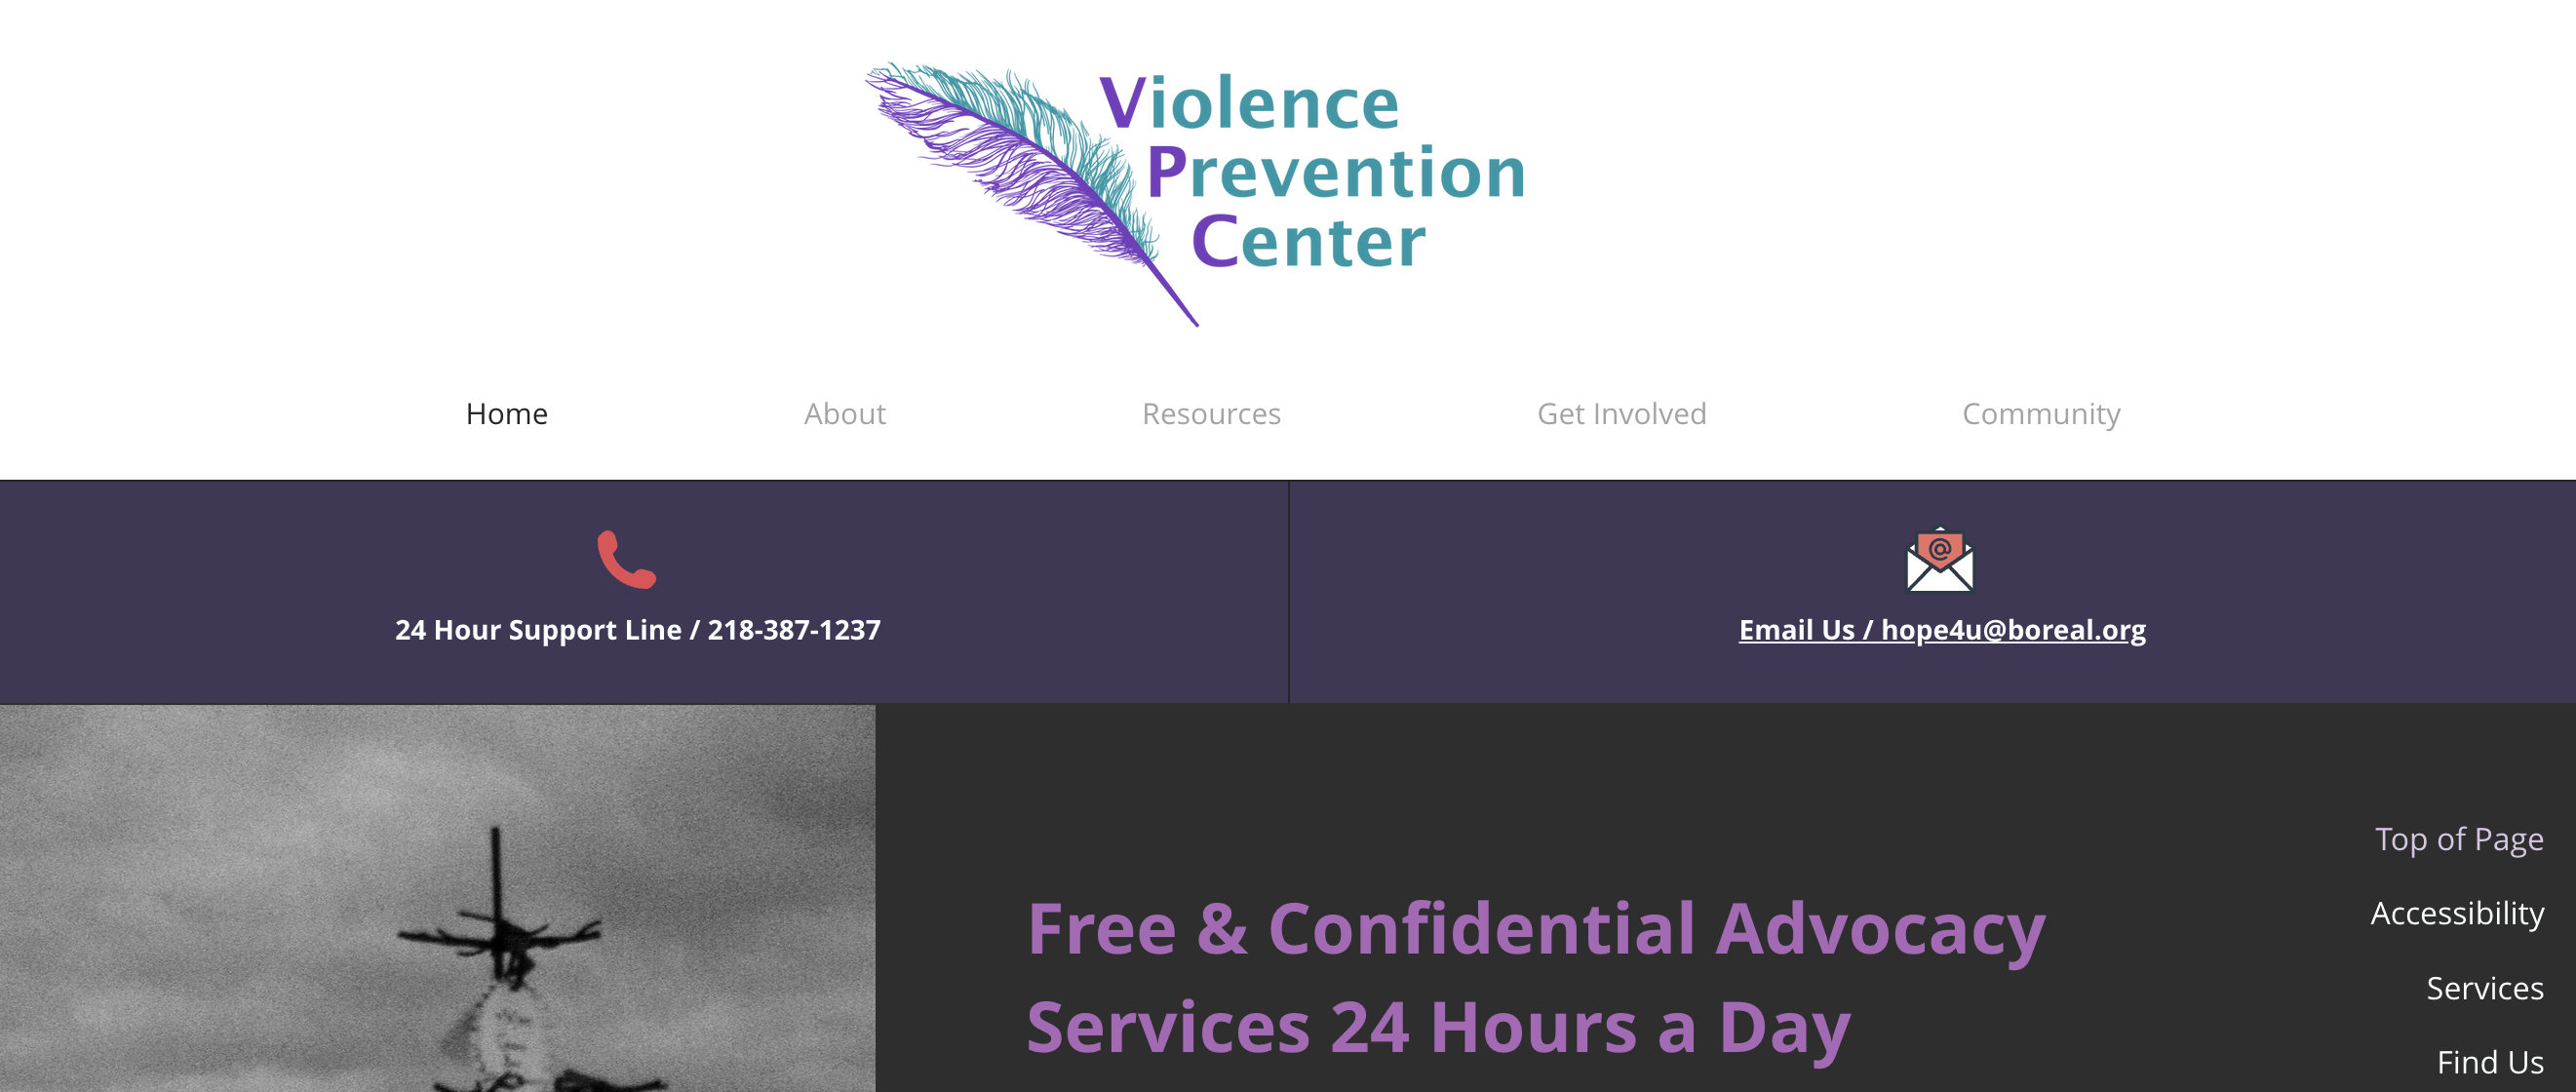 Violence
Prevention
Center
Home About Resources Get Involved Community
24 Hour Support Line / 218-387-1237
@
Email Us / hope4u@boreal.org
Top of Page
Accessibility
Services
Find Us
Free & Confidential Advocacy
Services 24 Hours a Day